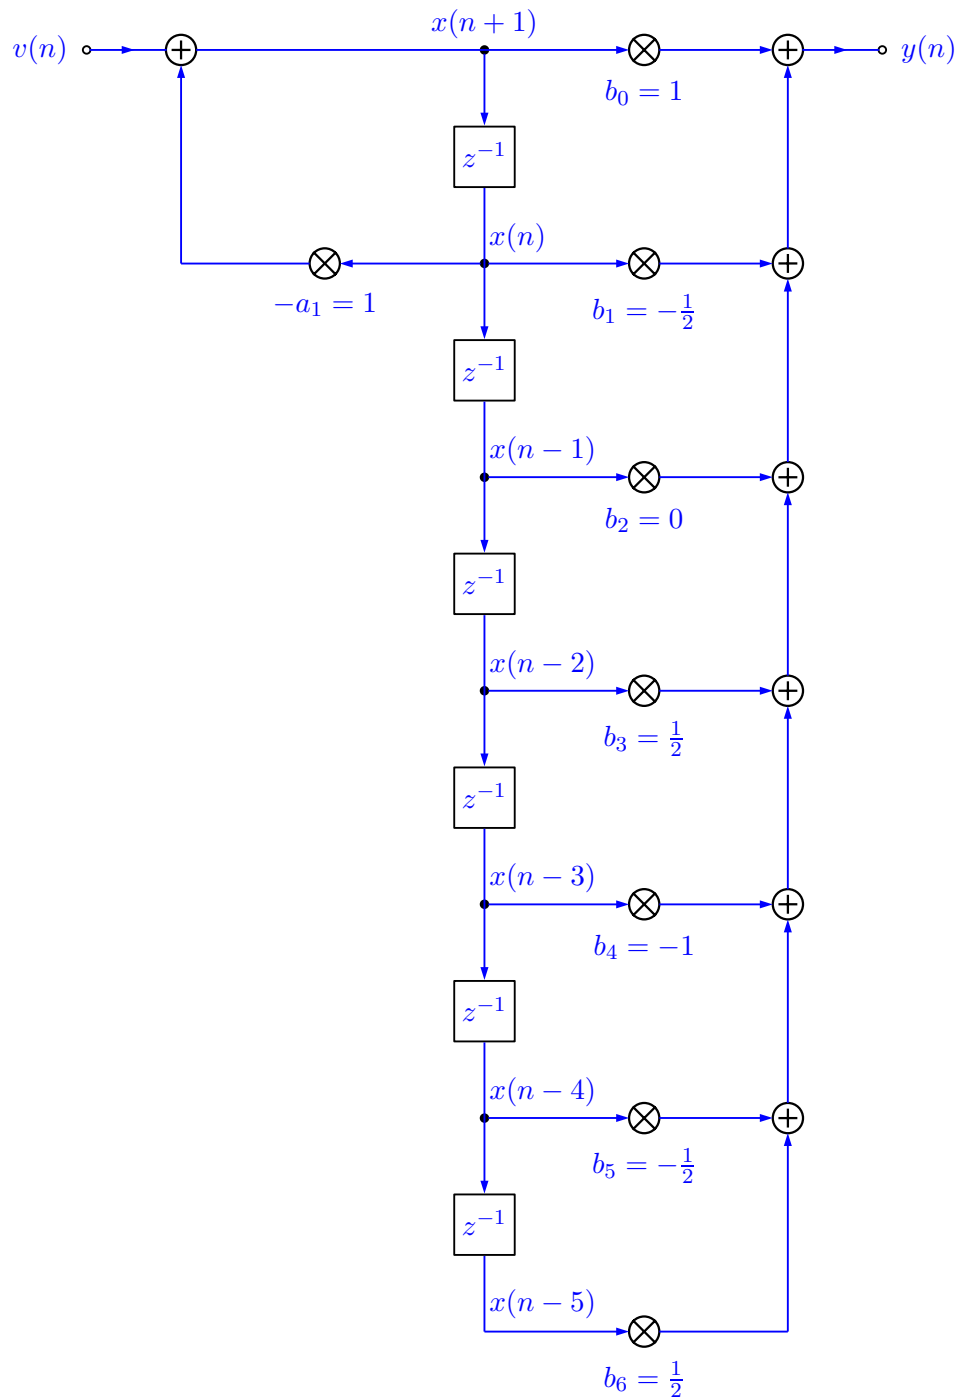 x(n + 1)
v(n)
y(n)
b₀ = 1
z⁻¹
x(n)
−a₁ = 1
b₁ = −½
z⁻¹
x(n − 1)
b₂ = 0
z⁻¹
x(n − 2)
b₃ = ½
z⁻¹
x(n − 3)
b₄ = −1
z⁻¹
x(n − 4)
b₅ = −½
z⁻¹
x(n − 5)
b₆ = ½